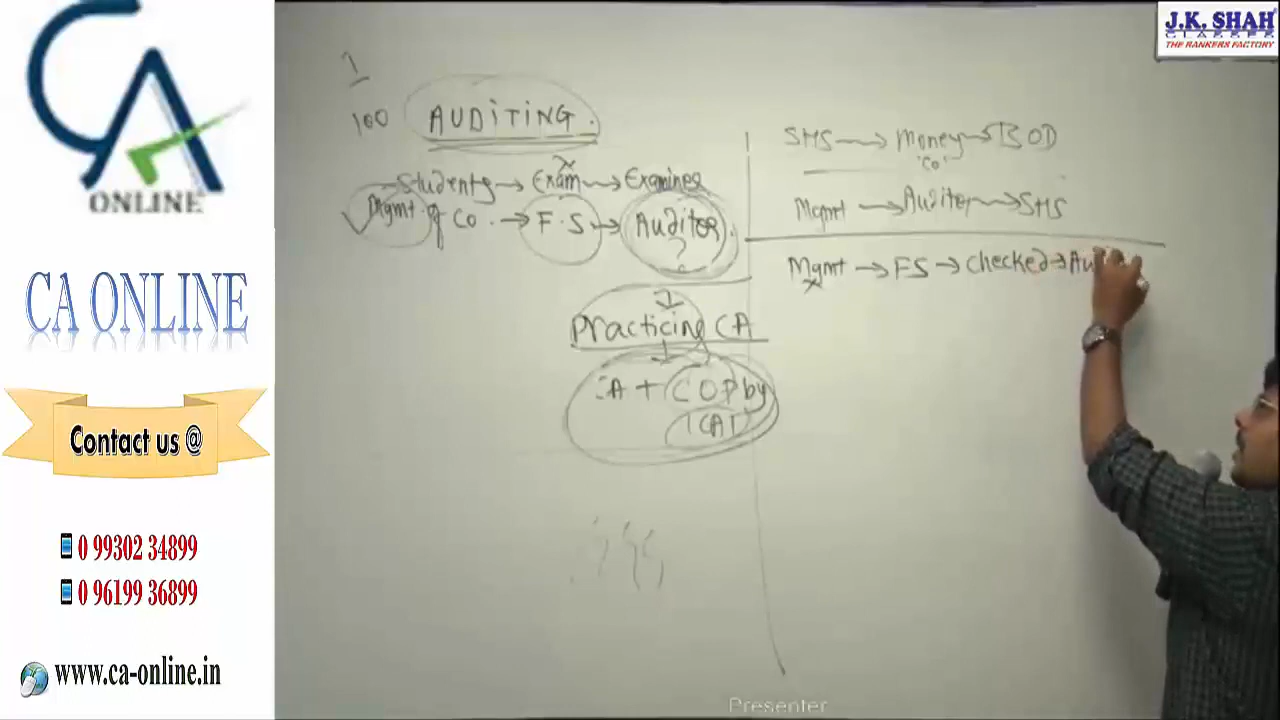 CA
ONLINE
CA ONLINE
Contact us @
0 99302 34899
0 96199 36899
www.ca-online.in
J.K. SHAH
CLASSES
THE RANKERS FACTORY
1
100 AUDITING.
Students → Exam → Examiner
Mgmt. of Co. → F.S → Auditor.
?
Practicing CA
CA + COP by
ICAI
SHS → Money → BOD
'Co'
Mgmt → Auditor → SHS
Mgmt → FS → Checked → Au
Presenter